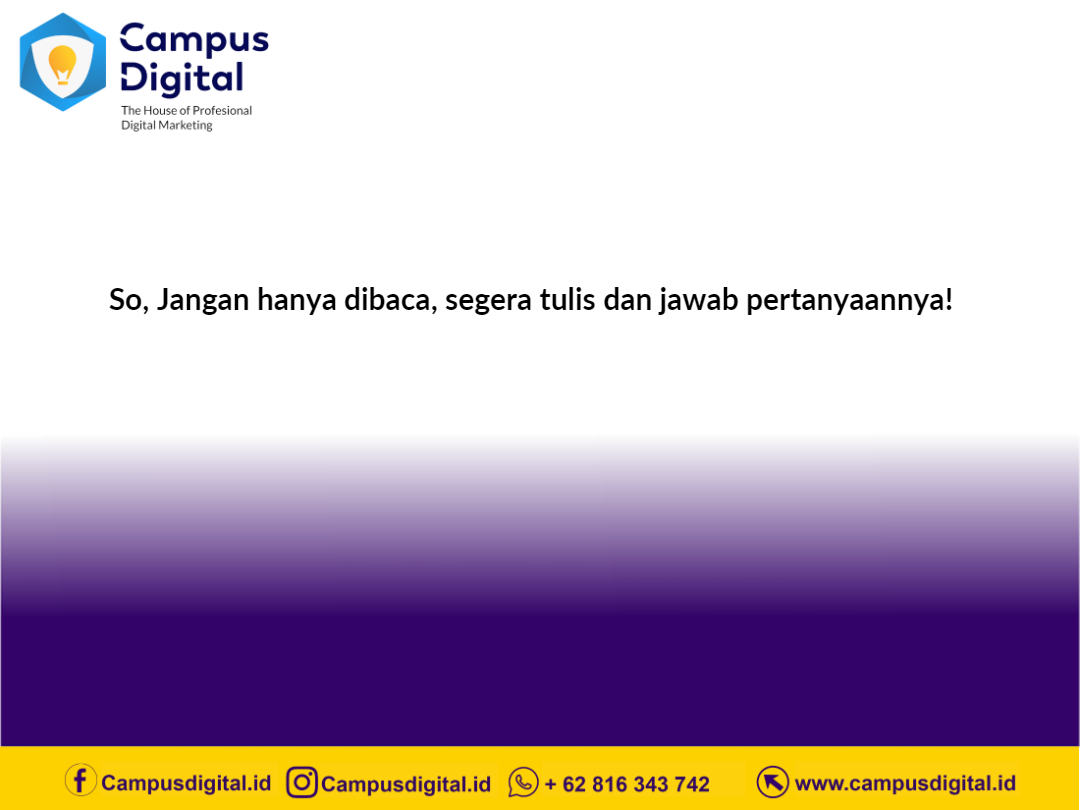 Campus
Digital
The House of Profesional
Digital Marketing
So, Jangan hanya dibaca, segera tulis dan jawab pertanyaannya!
Campusdigital.id Campusdigital.id + 62 816 343 742 www.campusdigital.id